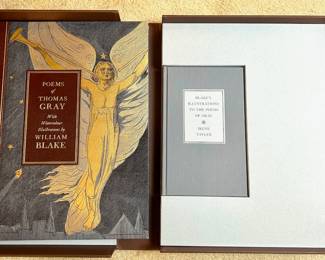 POEMS
of
THOMAS
GRAY
With
Watercolour
Illustrations by
WILLIAM
BLAKE
BLAKE'S
ILLUSTRATIONS
TO THE POEMS
OF GRAY
IRENE
TAYLER